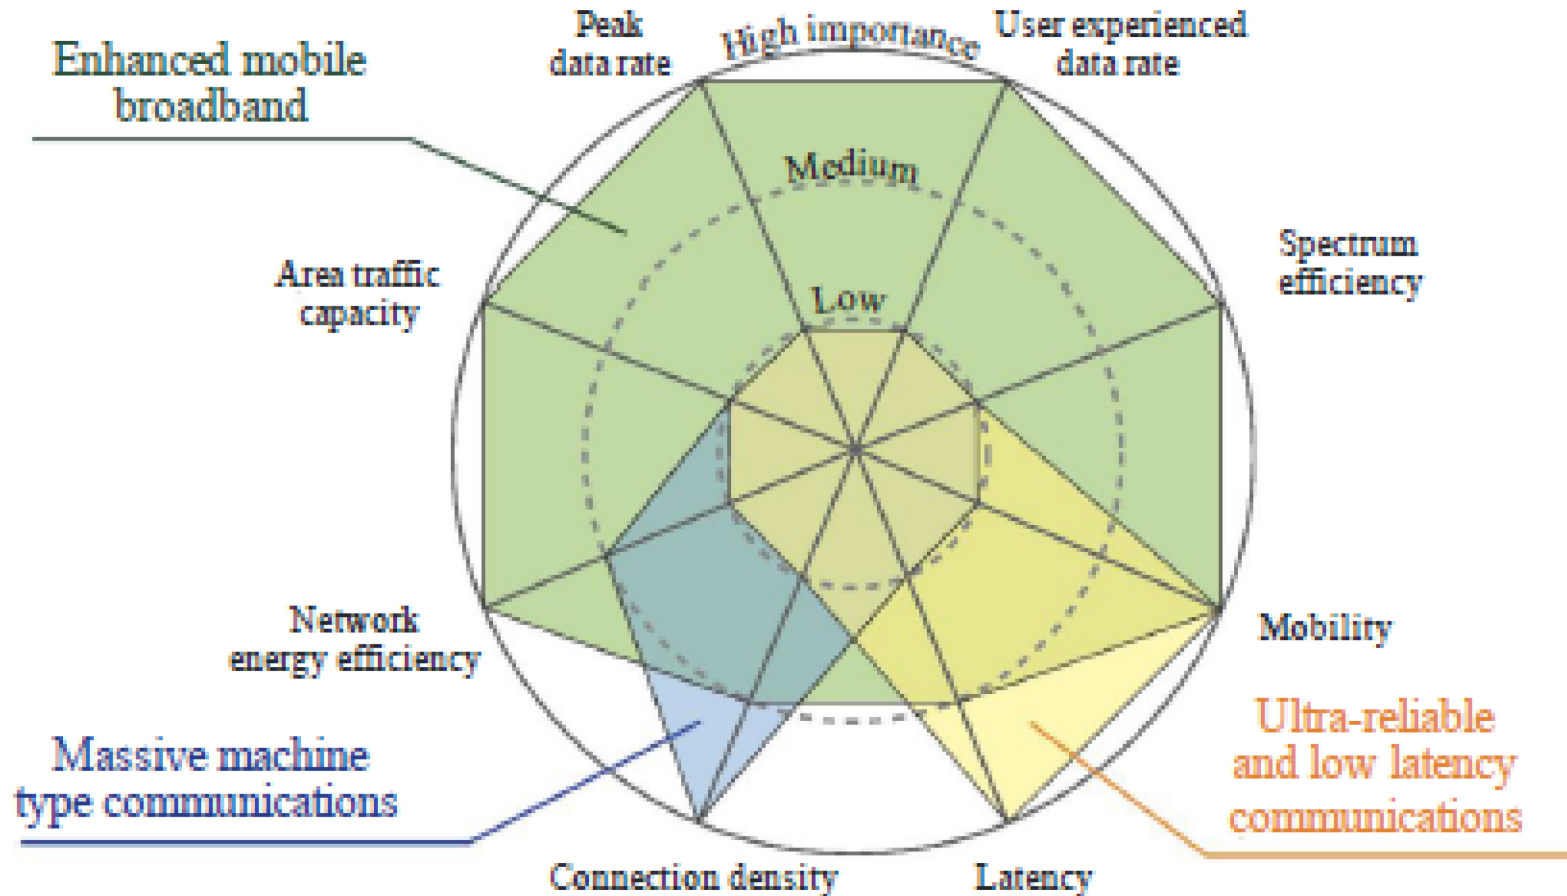 Peak
data rate
High importance
User experienced
data rate
Enhanced mobile
broadband
Medium
Spectrum
efficiency
Area traffic
capacity
Low
Network
energy efficiency
Mobility
Massive machine
type communications
Ultra-reliable
and low latency
communications
Connection density
Latency